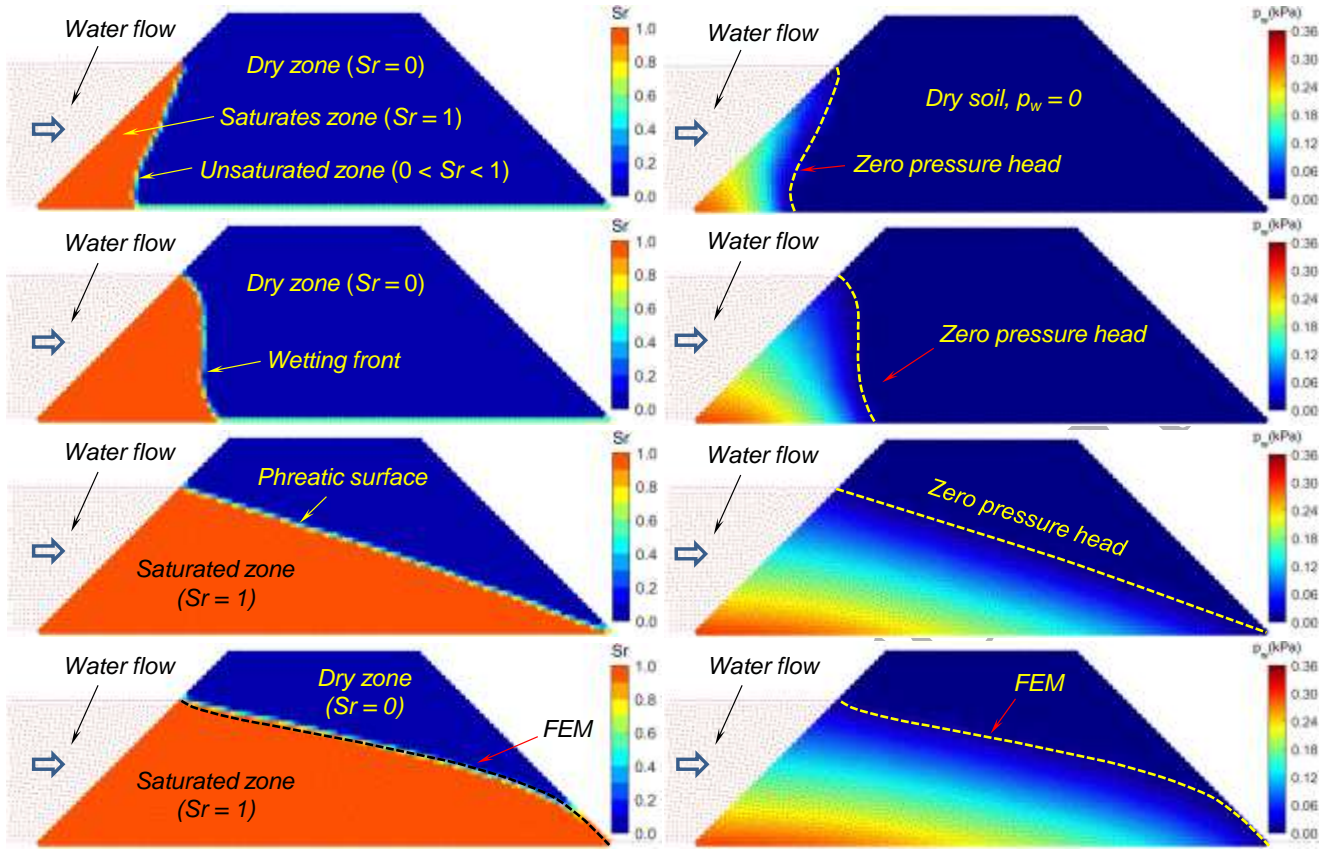 Water flow
Dry zone (Sr = 0)
Saturates zone (Sr = 1)
Unsaturated zone (0 < Sr < 1)
Sr
1.0
0.8
0.6
0.4
0.2
0.0
Water flow
Dry soil, p_w = 0
Zero pressure head
p_w(kPa)
0.36
0.30
0.24
0.18
0.12
0.06
0.00
Water flow
Dry zone (Sr = 0)
Wetting front
Sr
1.0
0.8
0.6
0.4
0.2
0.0
Water flow
Zero pressure head
p_w(kPa)
0.36
0.30
0.24
0.18
0.12
0.06
0.00
Water flow
Phreatic surface
Saturated zone
(Sr = 1)
Sr
1.0
0.8
0.6
0.4
0.2
0.0
Water flow
Zero pressure head
p_w(kPa)
0.36
0.30
0.24
0.18
0.12
0.06
0.00
Water flow
Dry zone
(Sr = 0)
FEM
Saturated zone
(Sr = 1)
Sr
1.0
0.8
0.6
0.4
0.2
0.0
Water flow
FEM
p_w(kPa)
0.36
0.30
0.24
0.18
0.12
0.06
0.00